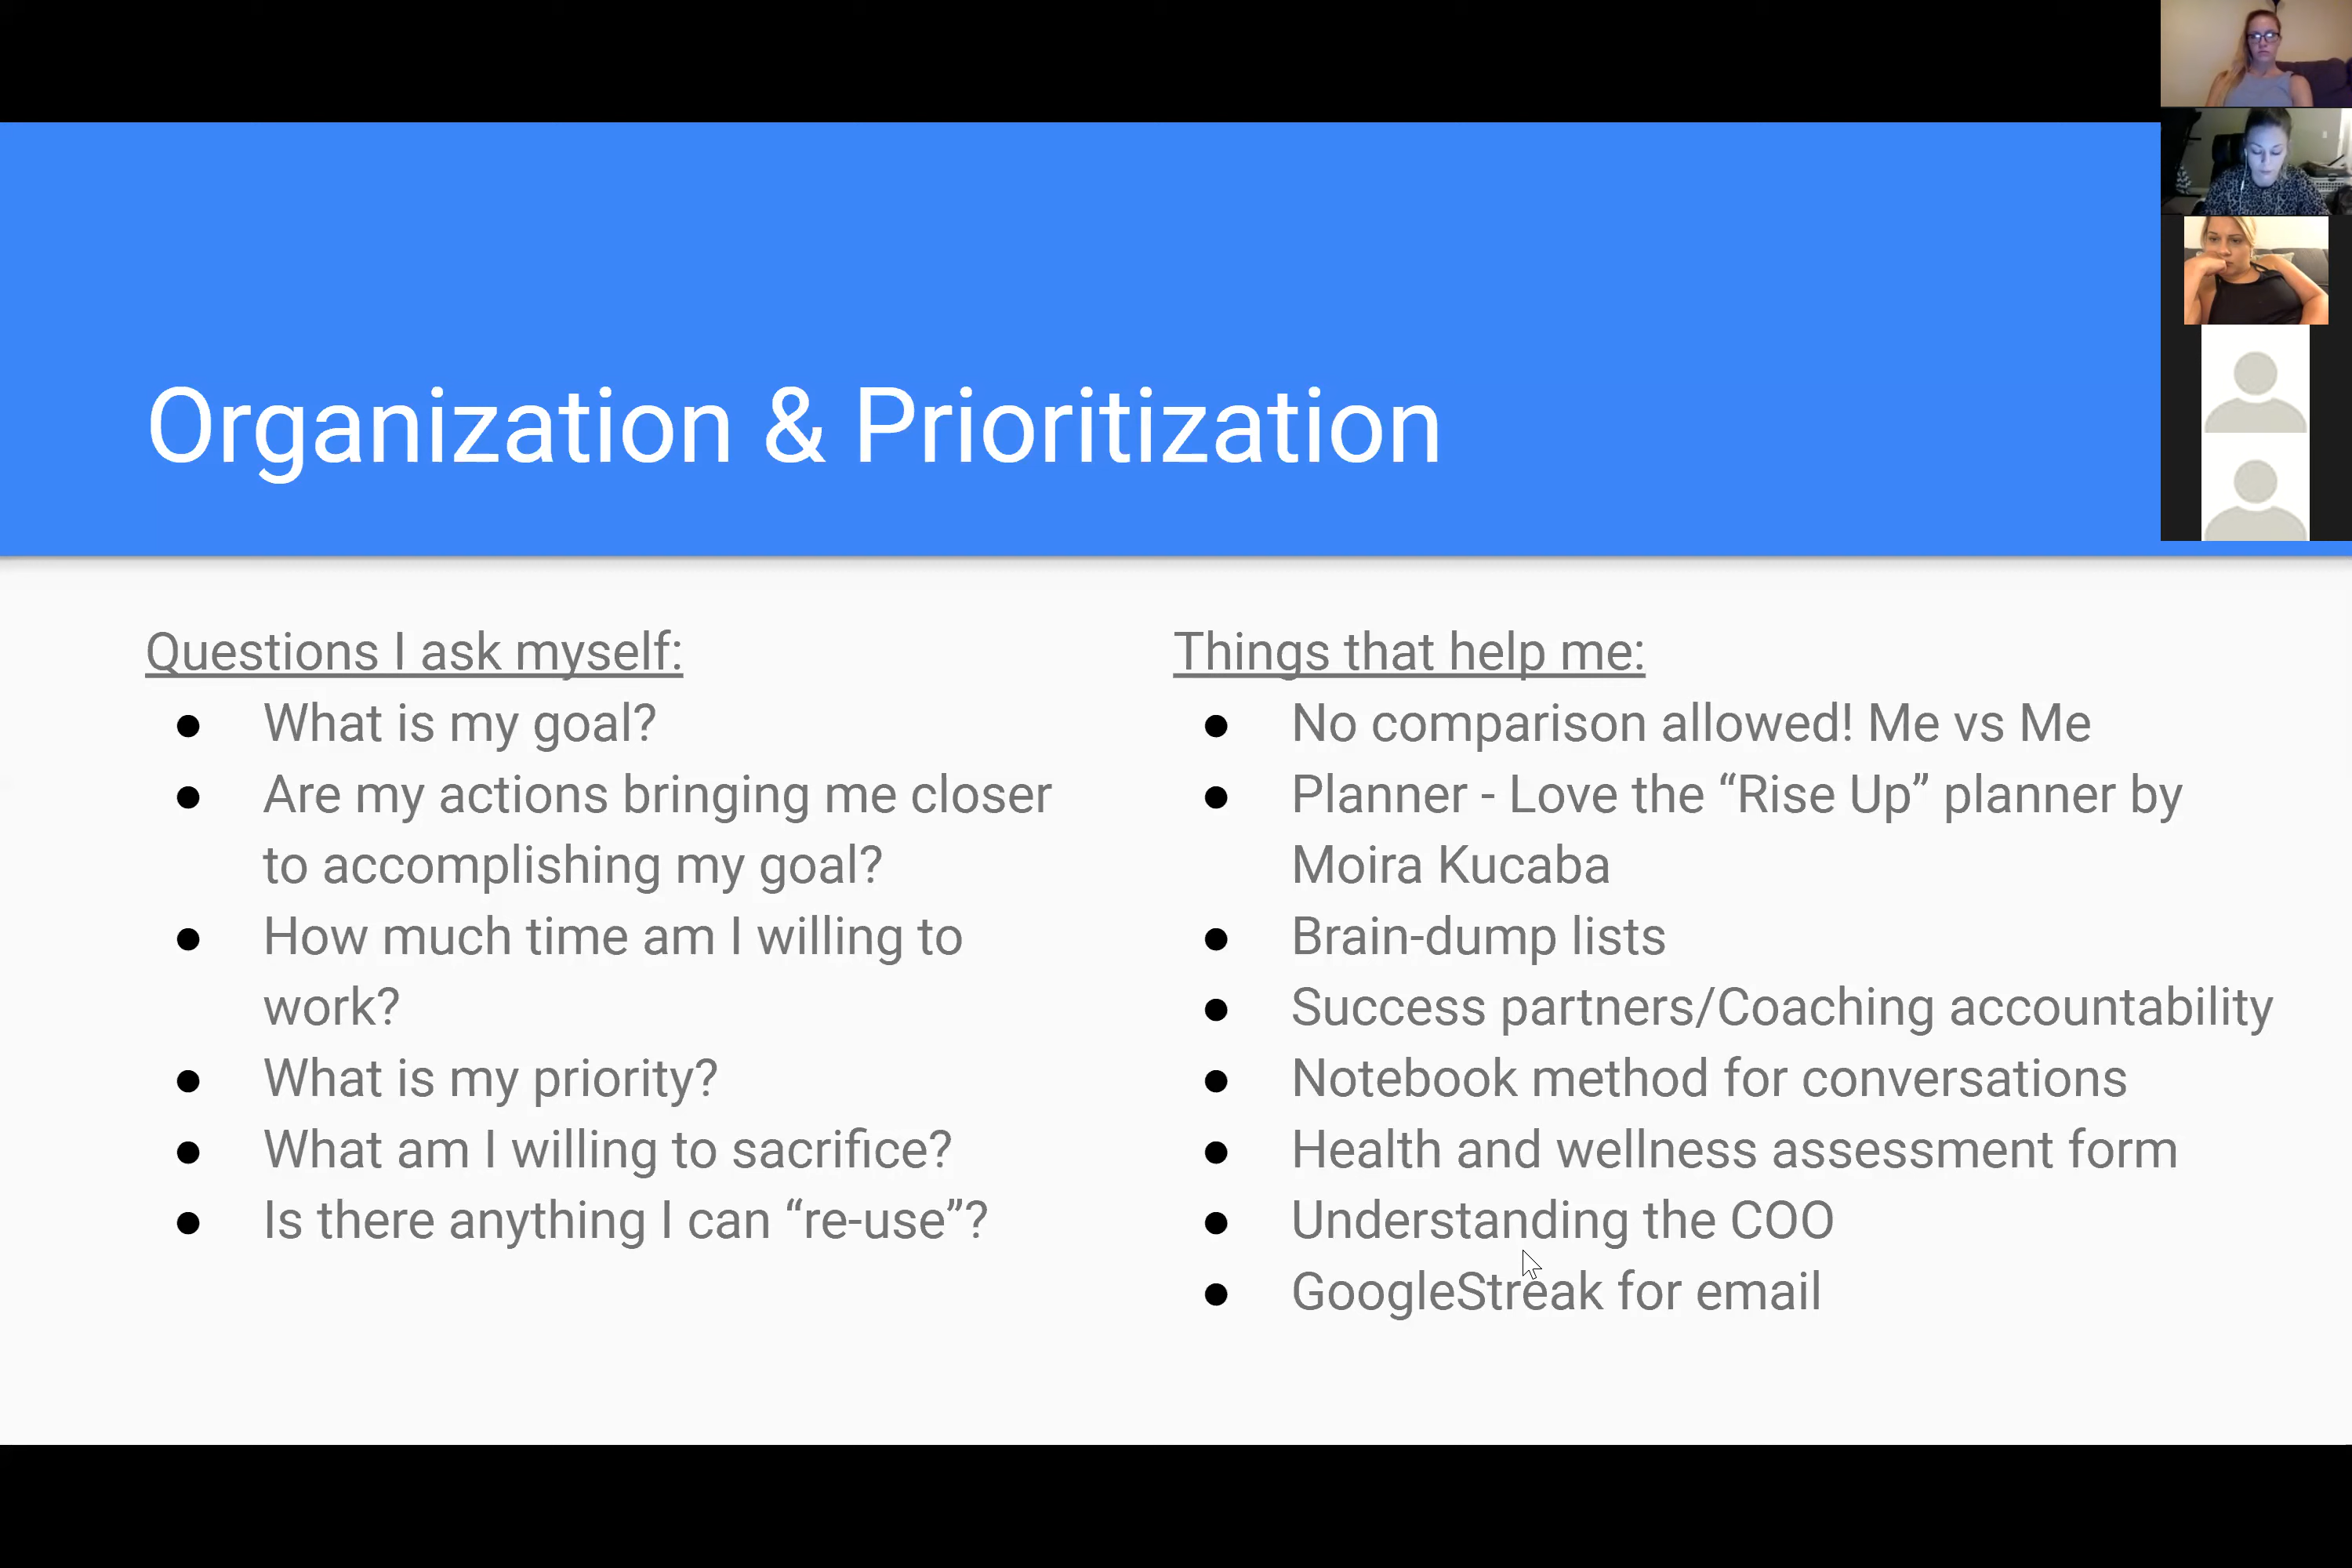 Organization & Prioritization
Questions I ask myself:
● What is my goal?
● Are my actions bringing me closer
to accomplishing my goal?
● How much time am I willing to
work?
● What is my priority?
● What am I willing to sacrifice?
● Is there anything I can “re-use”?
Things that help me:
● No comparison allowed! Me vs Me
● Planner - Love the “Rise Up” planner by
Moira Kucaba
● Brain-dump lists
● Success partners/Coaching accountability
● Notebook method for conversations
● Health and wellness assessment form
● Understanding the COO
● GoogleStreak for email